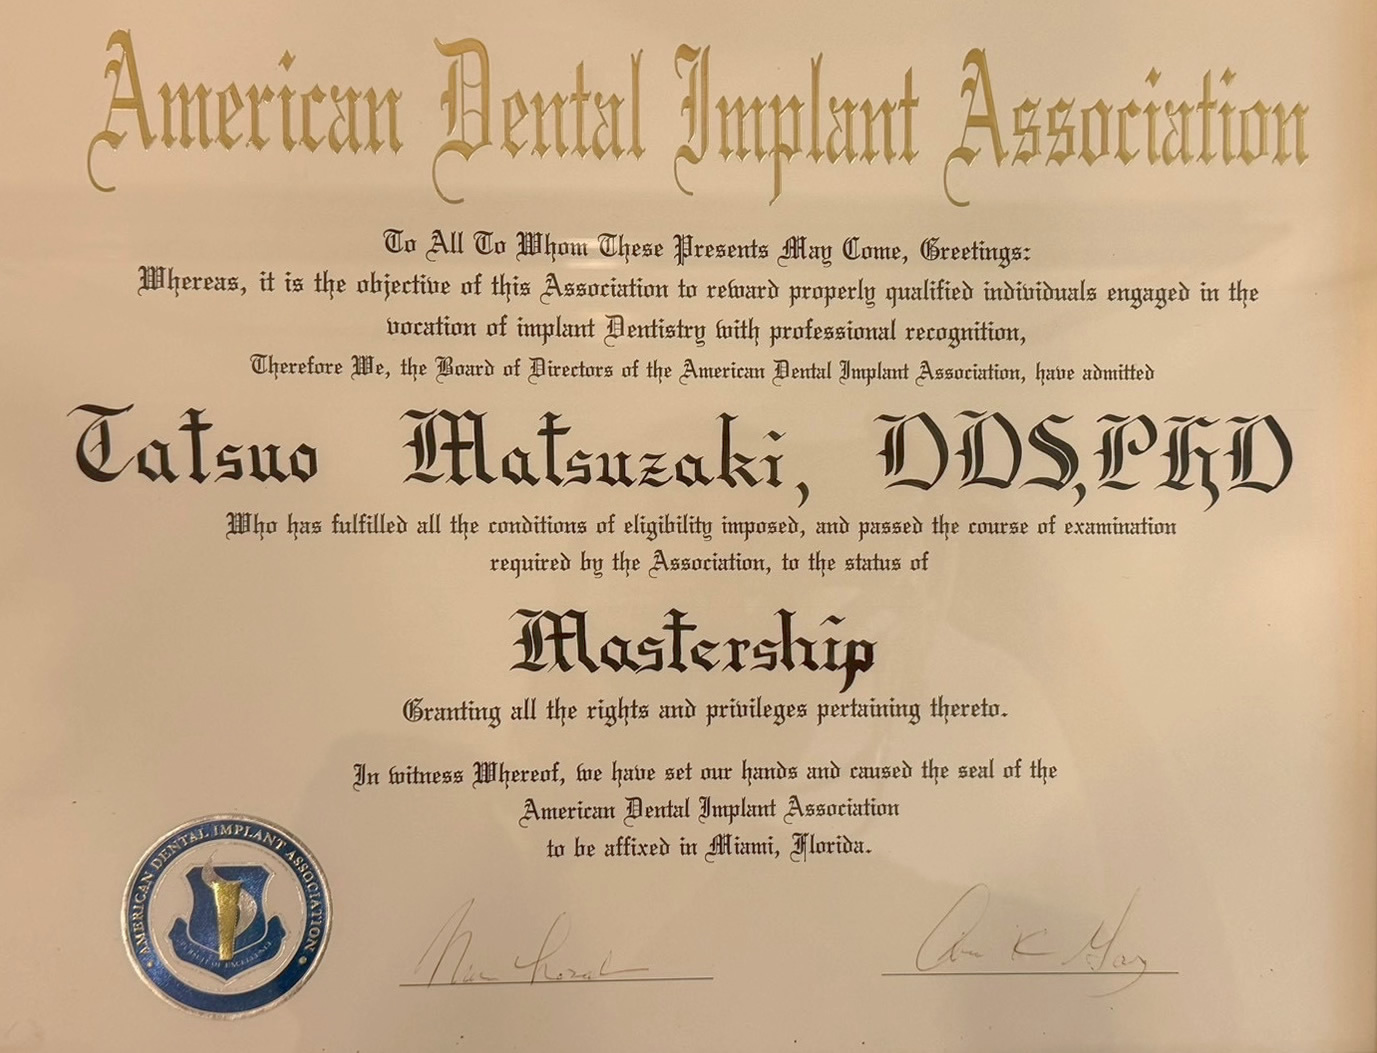 American Dental Implant Association
To All To Whom These Presents May Come, Greetings:
Whereas, it is the objective of this Association to reward properly qualified individuals engaged in the
vocation of implant Dentistry with professional recognition,
Therefore We, the Board of Directors of the American Dental Implant Association, have admitted
Tatsuo Matsuzaki, DDS,PhD
Who has fulfilled all the conditions of eligibility imposed, and passed the course of examination
required by the Association, to the status of
Mastership
Granting all the rights and privileges pertaining thereto.
In witness Whereof, we have set our hands and caused the seal of the
American Dental Implant Association
to be affixed in Miami, Florida.
AMERICAN DENTAL IMPLANT ASSOCIATION
OF EXCELLENCE